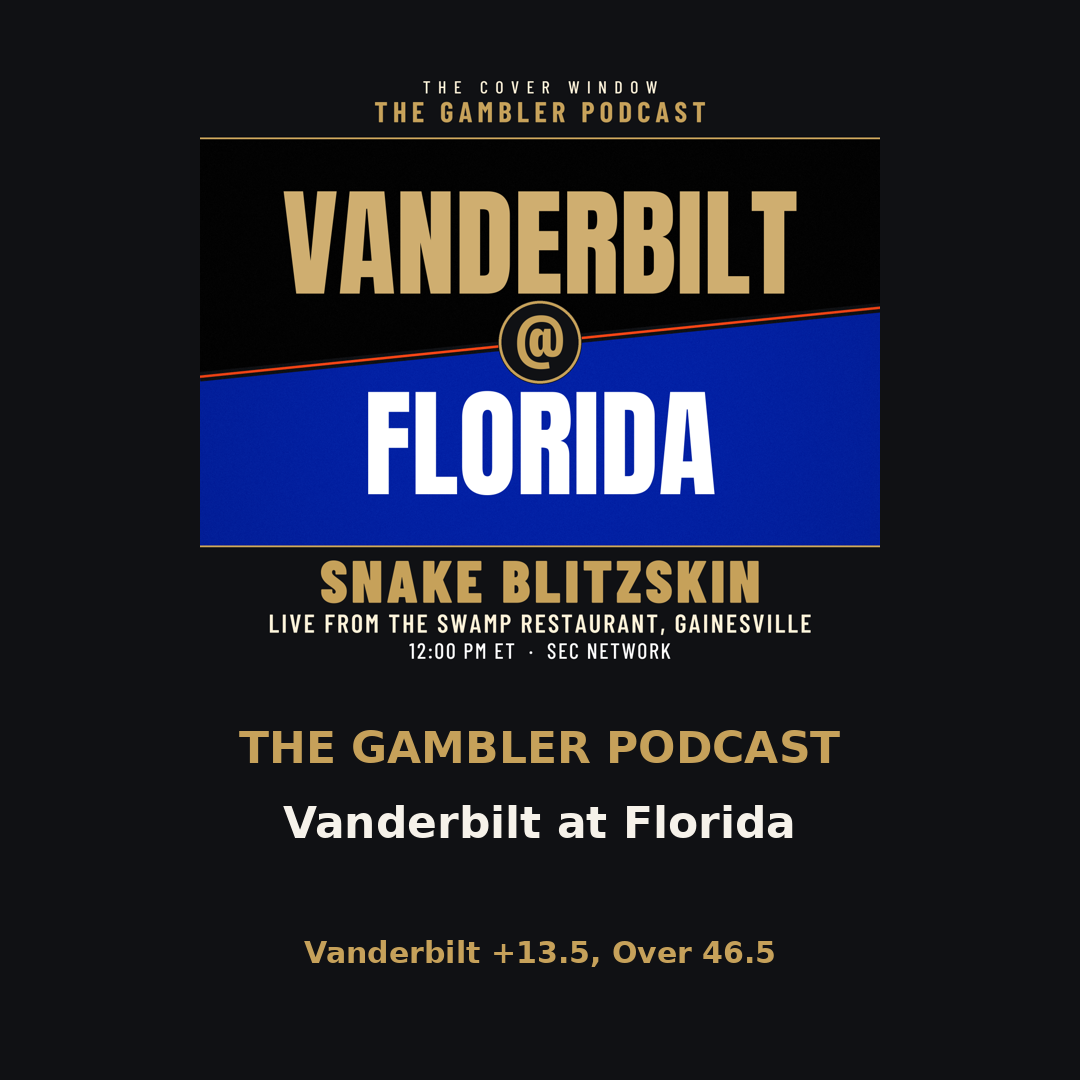 THE COVER WINDOW
THE GAMBLER PODCAST
VANDERBILT
@
FLORIDA
SNAKE BLITZSKIN
LIVE FROM THE SWAMP RESTAURANT, GAINESVILLE
12:00 PM ET · SEC NETWORK
THE GAMBLER PODCAST
Vanderbilt at Florida
Vanderbilt +13.5, Over 46.5